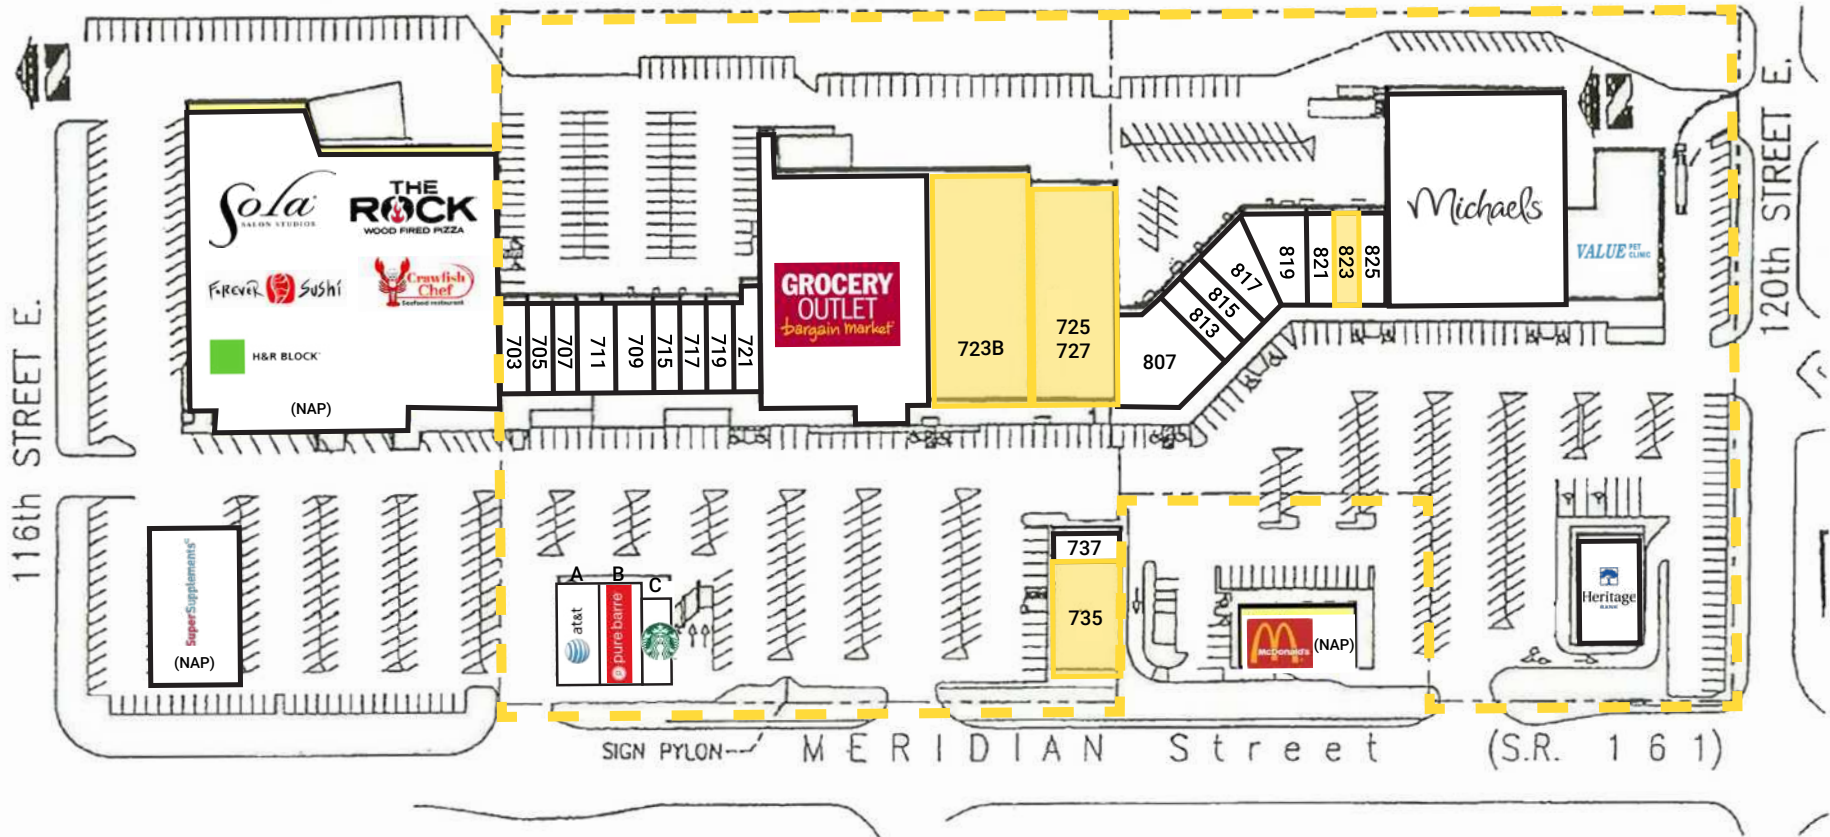 116th STREET E.
120th STREET E.
Sola
SALON STUDIOS
THE
ROCK
WOOD FIRED PIZZA
FOREVER SUSHI
Crawfish
Chef
Seafood restaurant
H&R BLOCK
(NAP)
703
705
707
711
709
715
717
719
721
GROCERY
OUTLET
bargain market
723B
725
727
807
813
815
817
819
821
823
825
Michaels
VALUE PET
CLINIC
SuperSupplements
(NAP)
A
B
C
at&t
pure barre
737
735
McDonald's
(NAP)
Heritage
BANK
SIGN PYLON
MERIDIAN Street (S.R. 161)